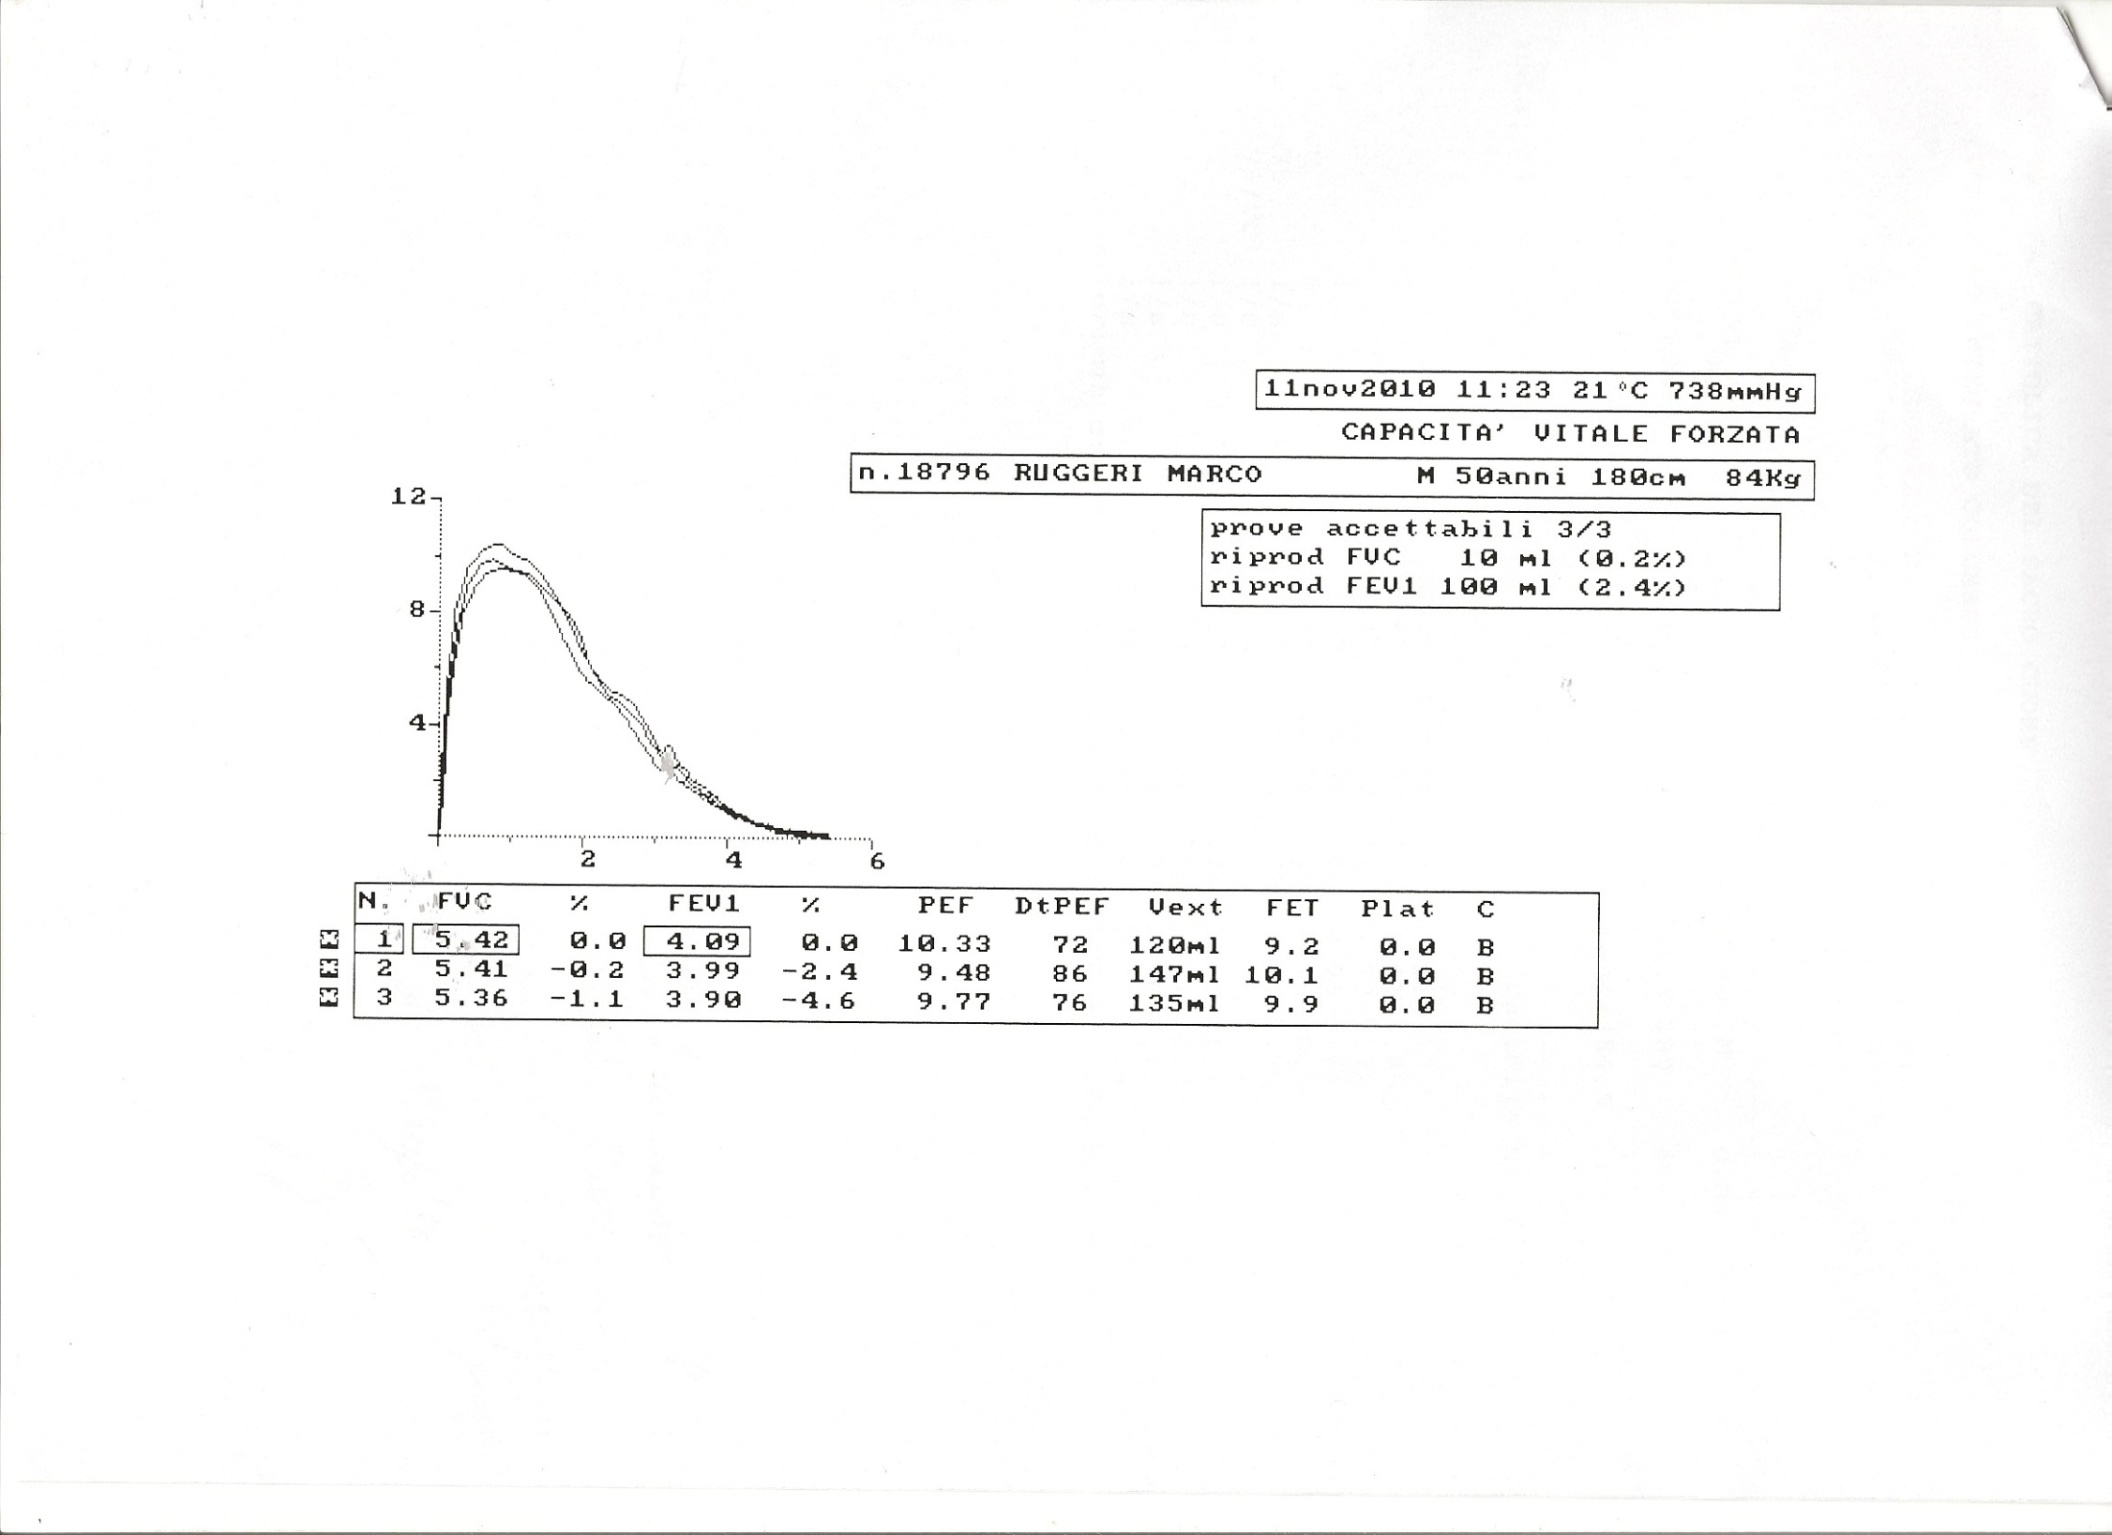 11nov2010 11:23 21°C 738mmHg
CAPACITA' VITALE FORZATA
n.18796 RUGGERI MARCO M 50anni 180cm 84Kg
prove accettabili 3/3
riprod FVC 10 ml (0.2%)
riprod FEV1 100 ml (2.4%)
12
8
4
2 4 6
N. FVC % FEV1 % PEF DtPEF Vext FET Plat C
1 5.42 0.0 4.09 0.0 10.33 72 120ml 9.2 0.0 B
2 5.41 -0.2 3.99 -2.4 9.48 86 147ml 10.1 0.0 B
3 5.36 -1.1 3.90 -4.6 9.77 76 135ml 9.9 0.0 B